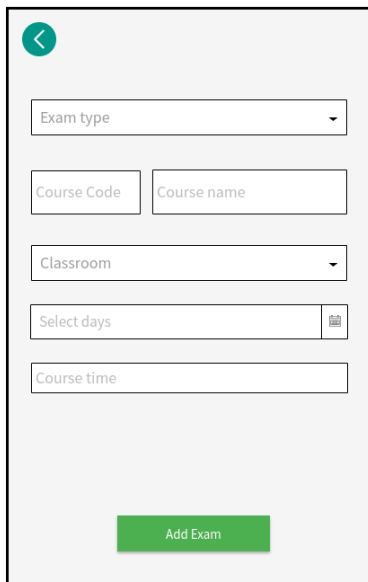 Exam type
Course Code Course name
Classroom
Select days
Course time
Add Exam